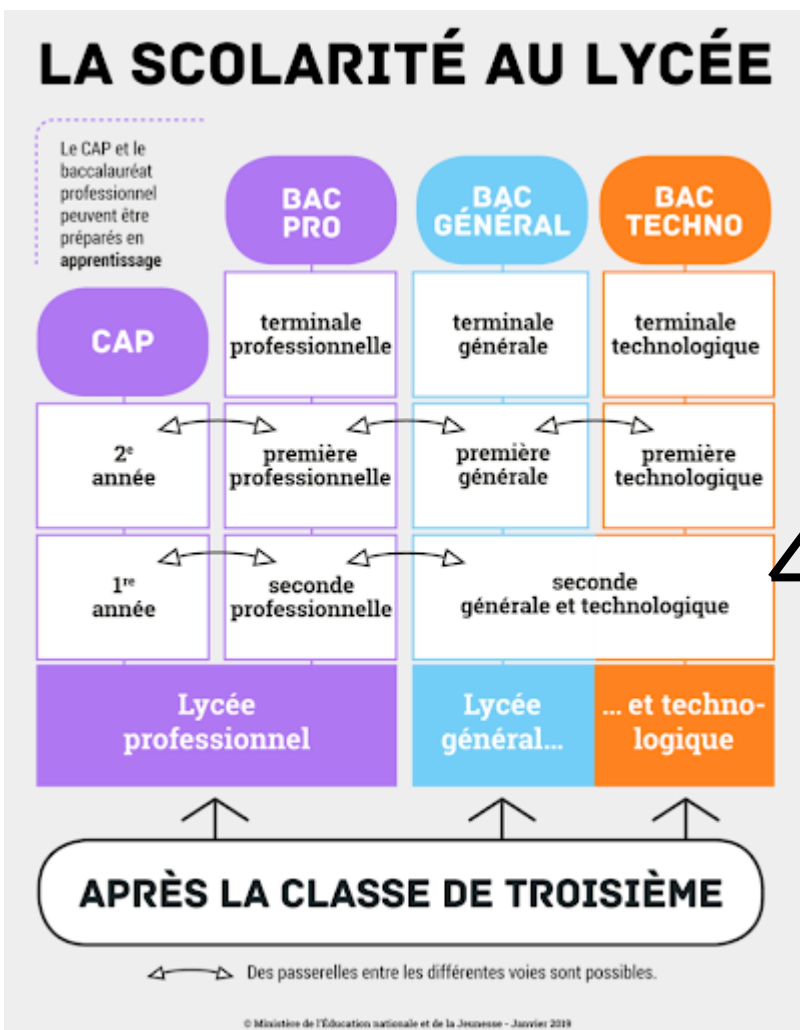 LA SCOLARITÉ AU LYCÉE
Le CAP et le
baccalauréat
professionnel
peuvent être
préparés en
apprentissage
BAC
PRO
BAC
GÉNÉRAL
BAC
TECHNO
CAP
terminale
professionnelle
terminale
générale
terminale
technologique
2e
année
première
professionnelle
première
générale
première
technologique
1re
année
seconde
professionnelle
seconde
générale et technologique
Lycée
professionnel
Lycée
général...
... et techno-
logique
APRÈS LA CLASSE DE TROISIÈME
Des passerelles entre les différentes voies sont possibles.
© Ministère de l'Éducation nationale et de la Jeunesse - Janvier 2019